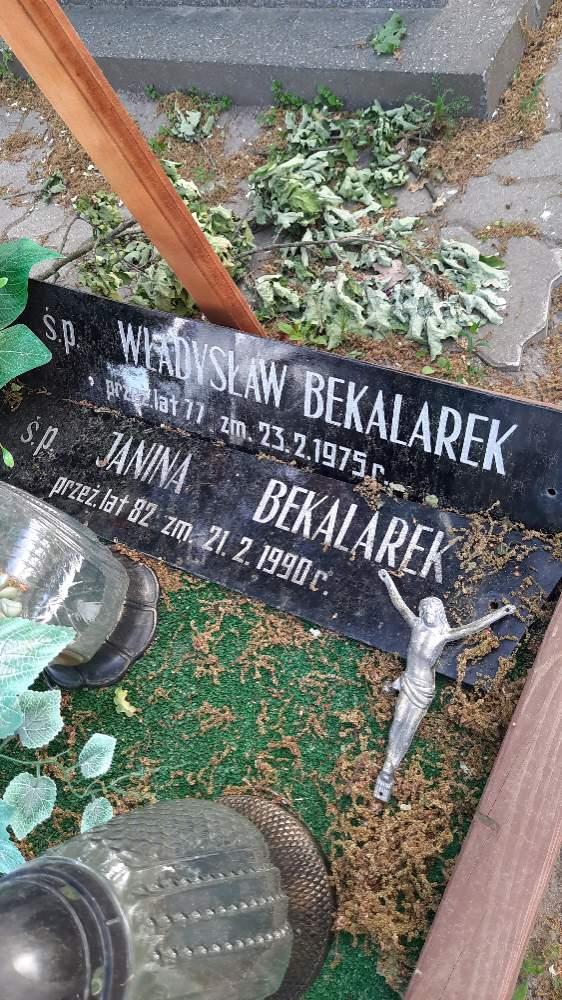 ś.p. WŁADYSŁAW BEKALAREK
przeż.lat 77 zm. 23.2.1975 r.
ś.p. JANINA BEKALAREK
przeż.lat 82 zm. 21.2.1990 r.